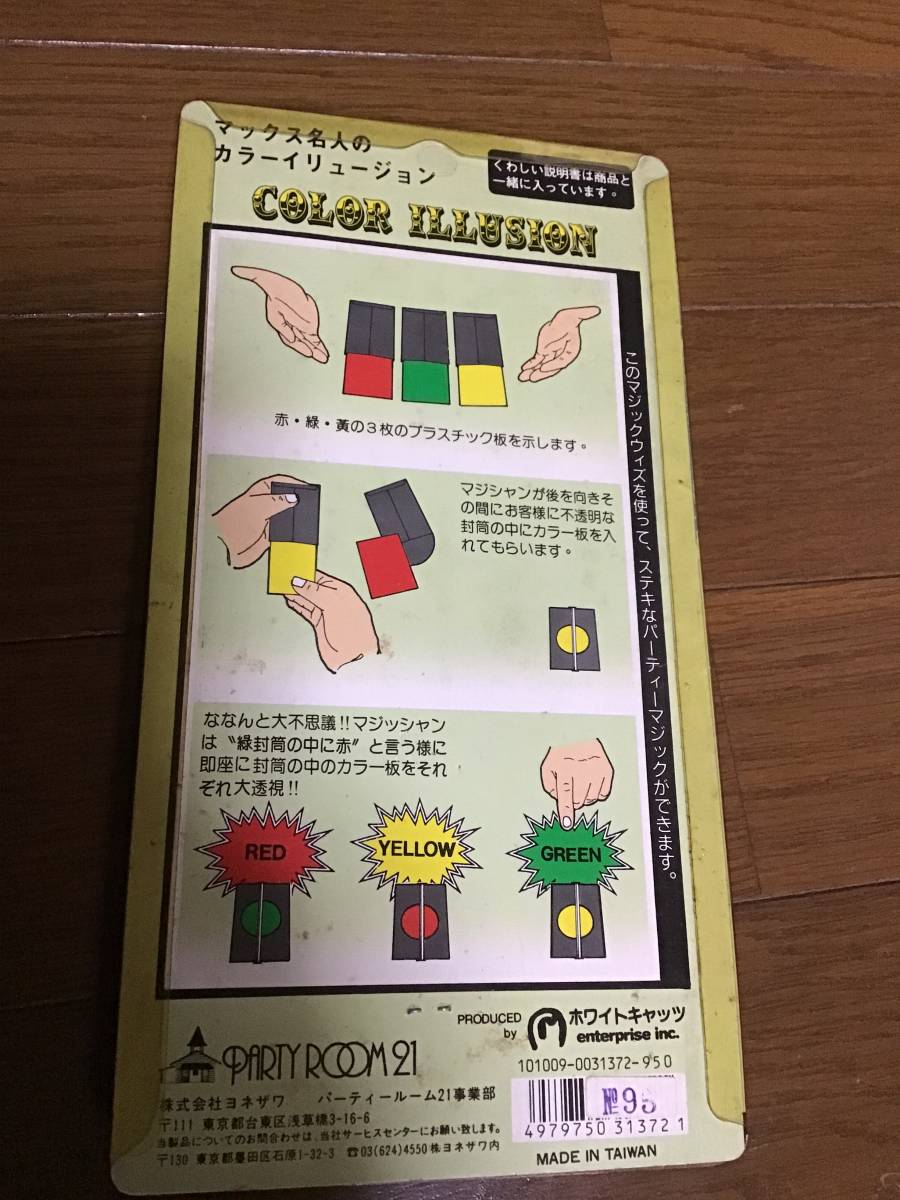 マックス名人の
カラーイリュージョン
くわしい説明書は商品と
一緒に入っています。
COLOR ILLUSION
赤・緑・黄の3枚のプラスチック板を示します。
マジシャンが後を向きそ
の間にお客様に不透明な
封筒の中にカラー板を入
れてもらいます。
このマジックウィズを使って、ステキなパーティーマジックができます。
ななんと大不思議!!マジッシャン
は〝緑封筒の中に赤〟と言う様に
即座に封筒の中のカラー板をそれ
ぞれ大透視!!
RED
YELLOW
GREEN
PRODUCED
by
ホワイトキャッツ
enterprise inc.
PARTY ROOM 21
101009-0031372-950
株式会社ヨネザワ パーティールーム21事業部
〒111 東京都台東区浅草橋3-16-6
当製品についてのお問合わせは、当社サービスセンターにお願い致します。
〒130 東京都墨田区石原1-32-3 ☎03(624)4550㈱ヨネザワ内
№95
4979750313721
MADE IN TAIWAN